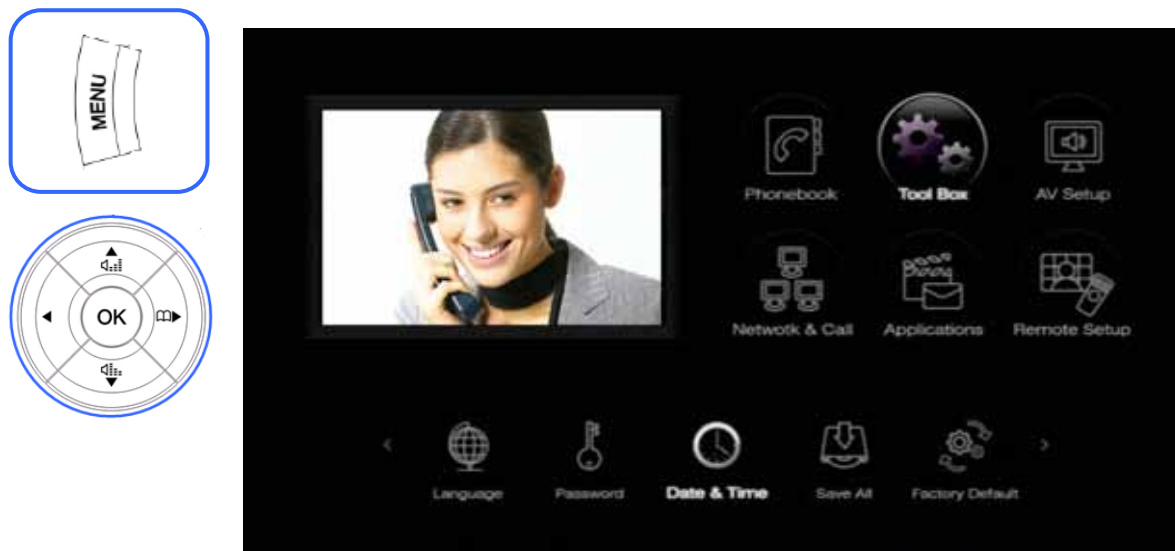 MENU
OK
Phonebook
Tool Box
AV Setup
Netwotk & Call
Applications
Remote Setup
Language
Password
Date & Time
Save All
Factory Default